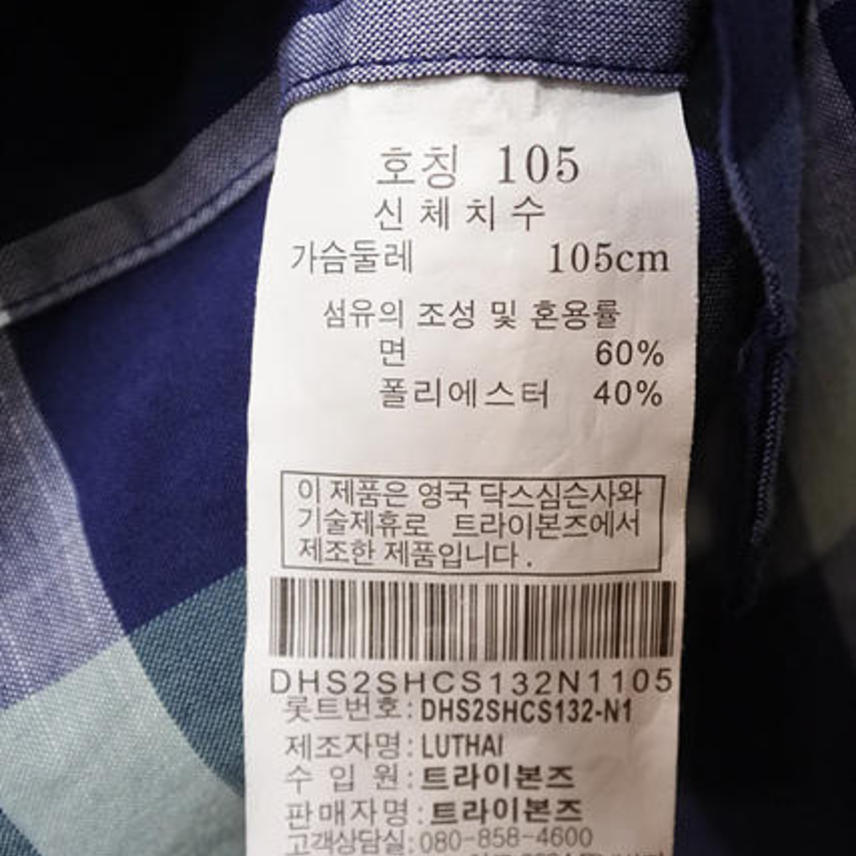 호칭 105
신체치수
가슴둘레 105cm
섬유의 조성 및 혼용률
면 60%
폴리에스터 40%
이 제품은 영국 닥스심슨사와
기술제휴로 트라이본즈에서
제조한 제품입니다.
DHS2SHCS132N1105
롯트번호: DHS2SHCS132-N1
제조자명: LUTHAI
수 입 원: 트라이본즈
판매자명: 트라이본즈
고객상담실: 080-858-4600